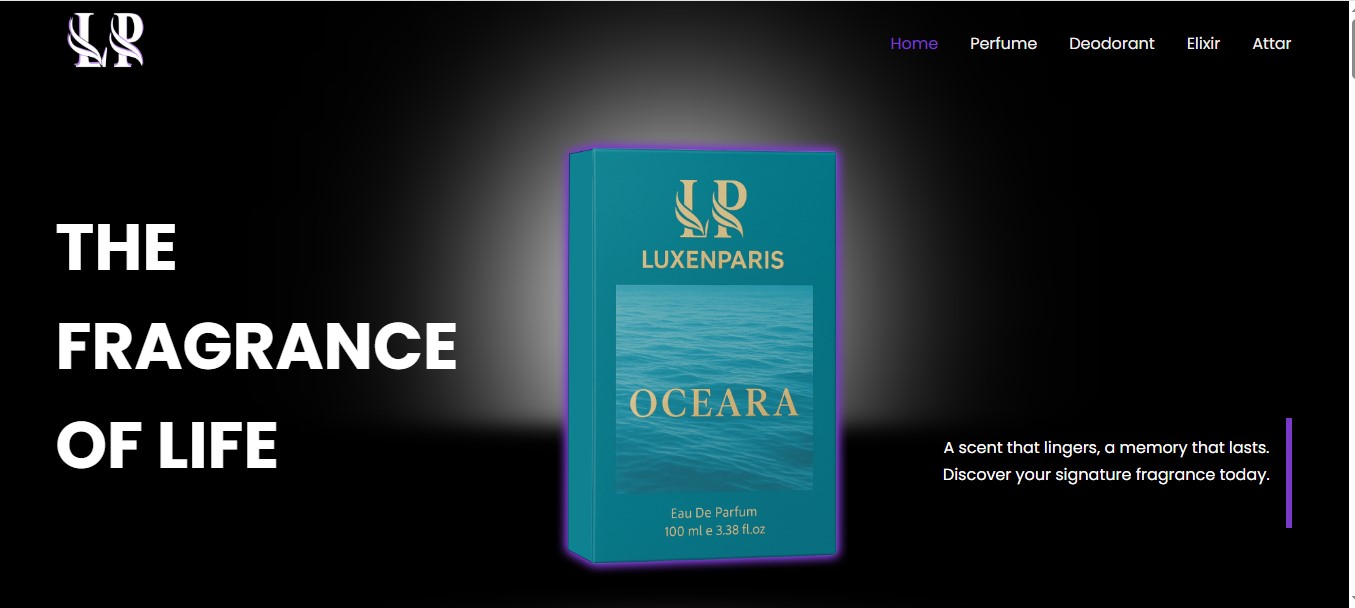 LP
Home Perfume Deodorant Elixir Attar
THE
FRAGRANCE
OF LIFE
LP
LUXENPARIS
OCEARA
Eau De Parfum
100 ml e 3.38 fl.oz
A scent that lingers, a memory that lasts.
Discover your signature fragrance today.